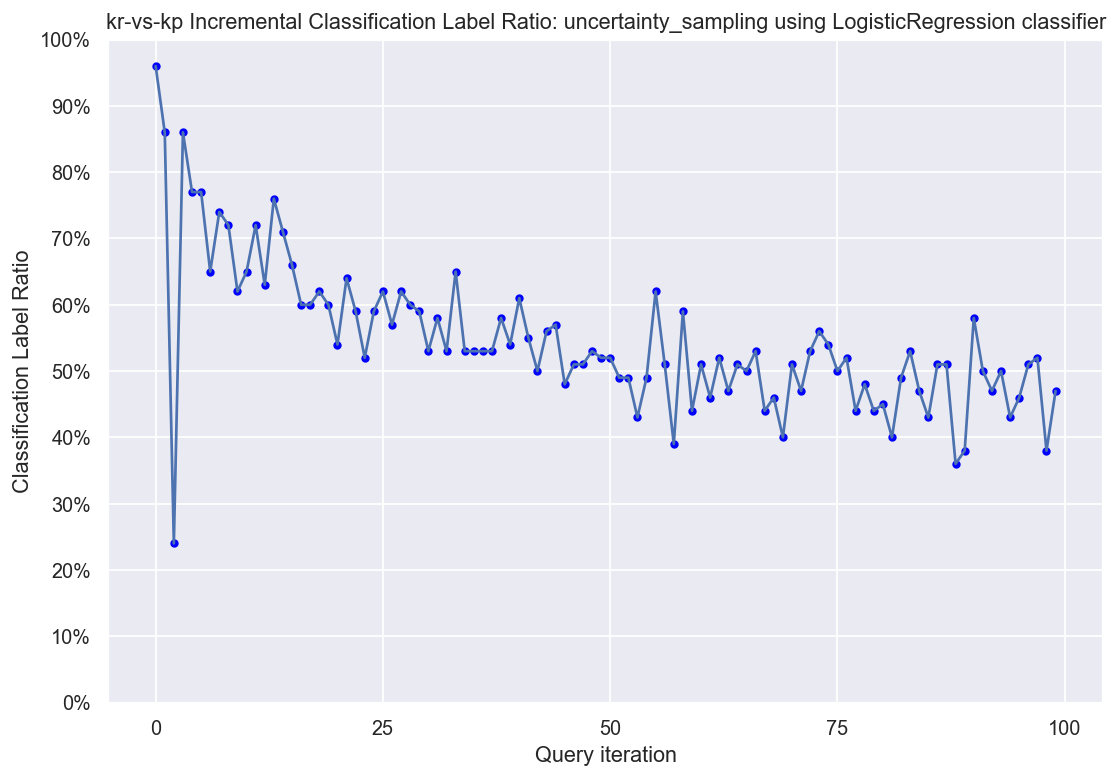 kr-vs-kp Incremental Classification Label Ratio: uncertainty_sampling using LogisticRegression classifier
100%
90%
80%
70%
60%
50%
40%
30%
20%
10%
0%
Classification Label Ratio
0 25 50 75 100
Query iteration